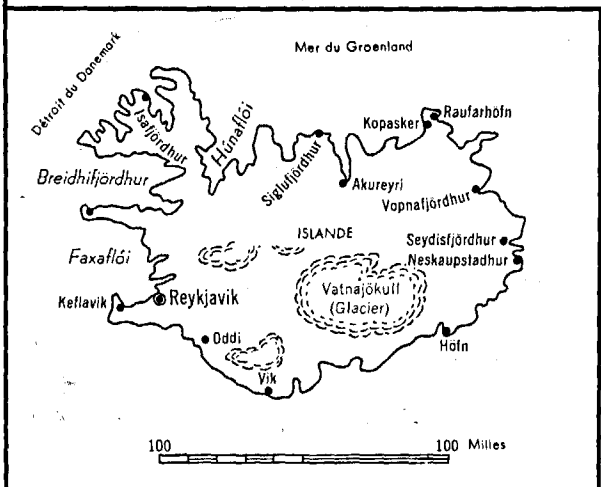 Mer du Groenland
Détroit du Danemark
Isafjördhur
Húnaflói
Siglufjördhur
Kopasker
Raufarhöfn
Akureyri
Breidhifjördhur
Vopnafjördhur
ISLANDE
Seydisfjördhur
Neskaupstadhur
Faxaflói
Vatnajökull
(Glacier)
Keflavik
Reykjavik
Oddi
Höfn
Vik
100
100 Milles